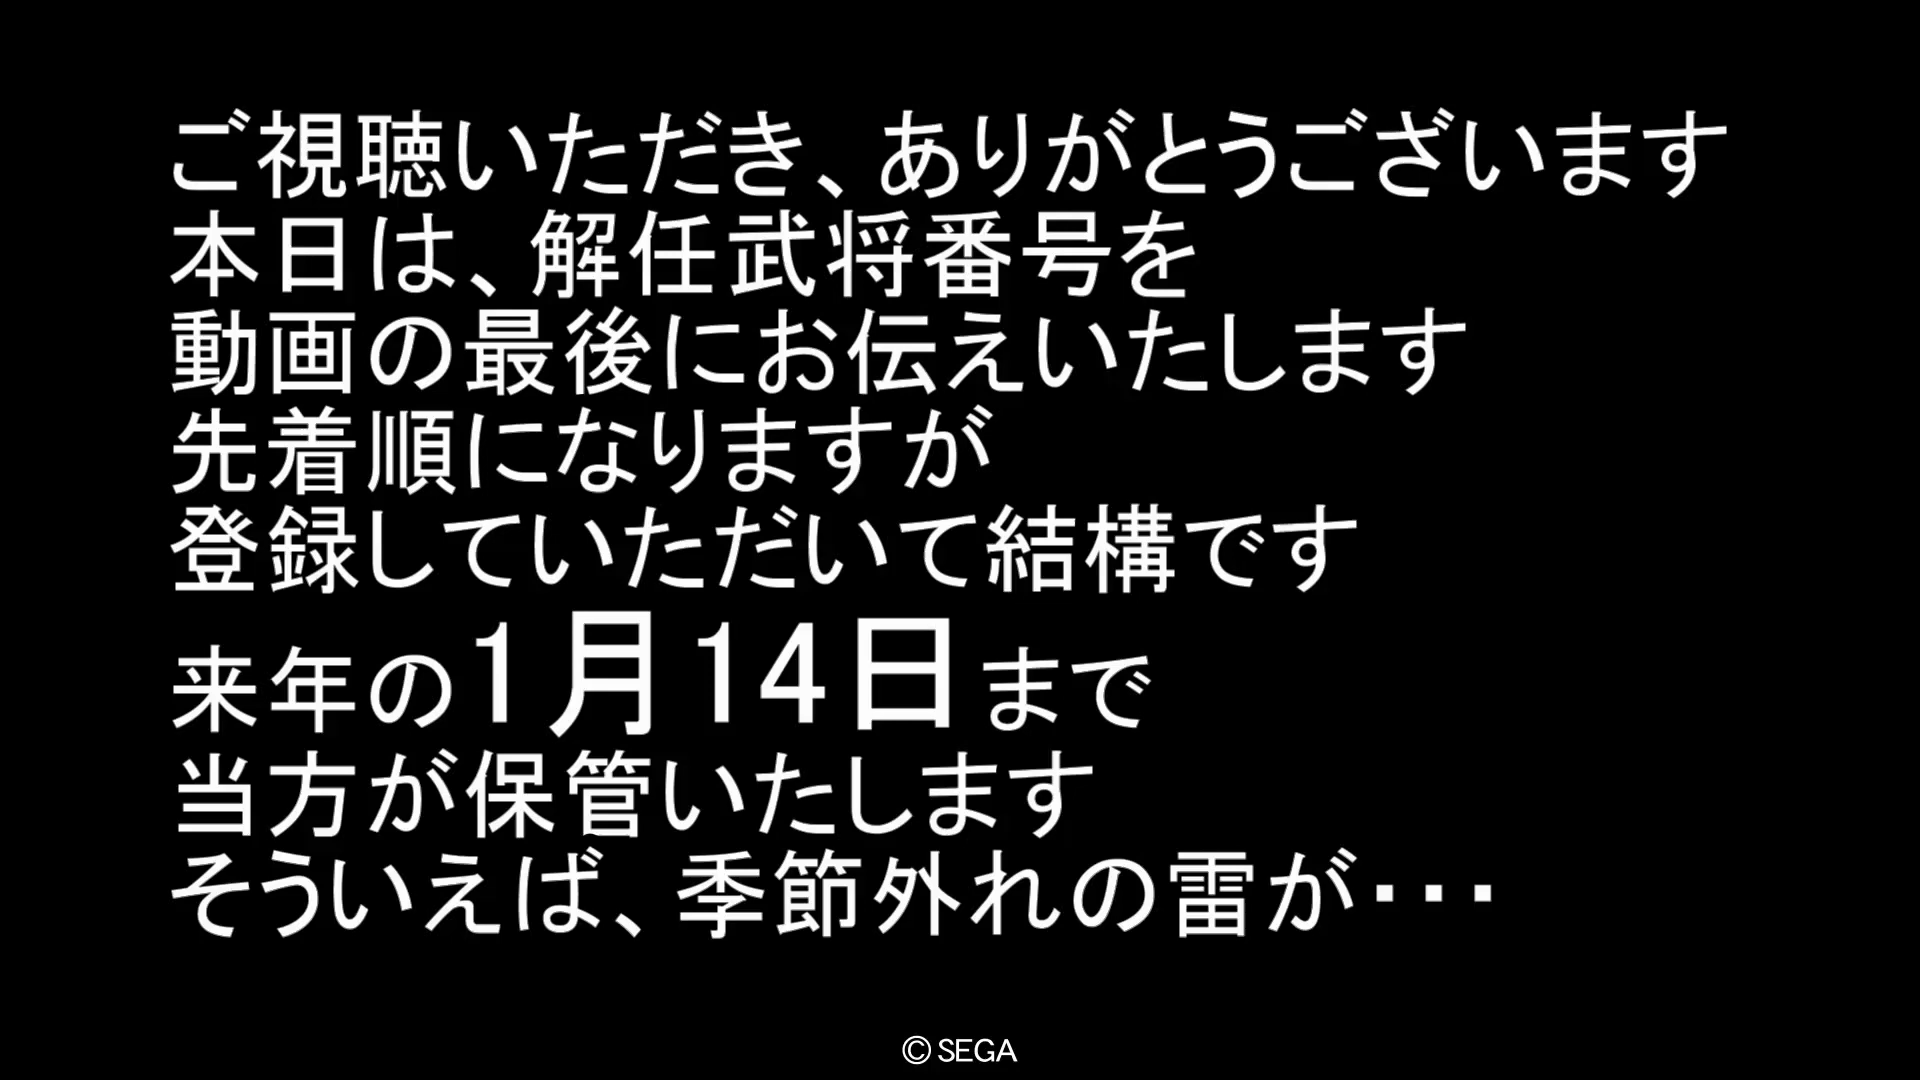 ご視聴いただき、ありがとうございます
本日は、解任武将番号を
動画の最後にお伝えいたします
先着順になりますが
登録していただいて結構です
来年の1月14日まで
当方が保管いたします
そういえば、季節外れの雷が・・・
© SEGA